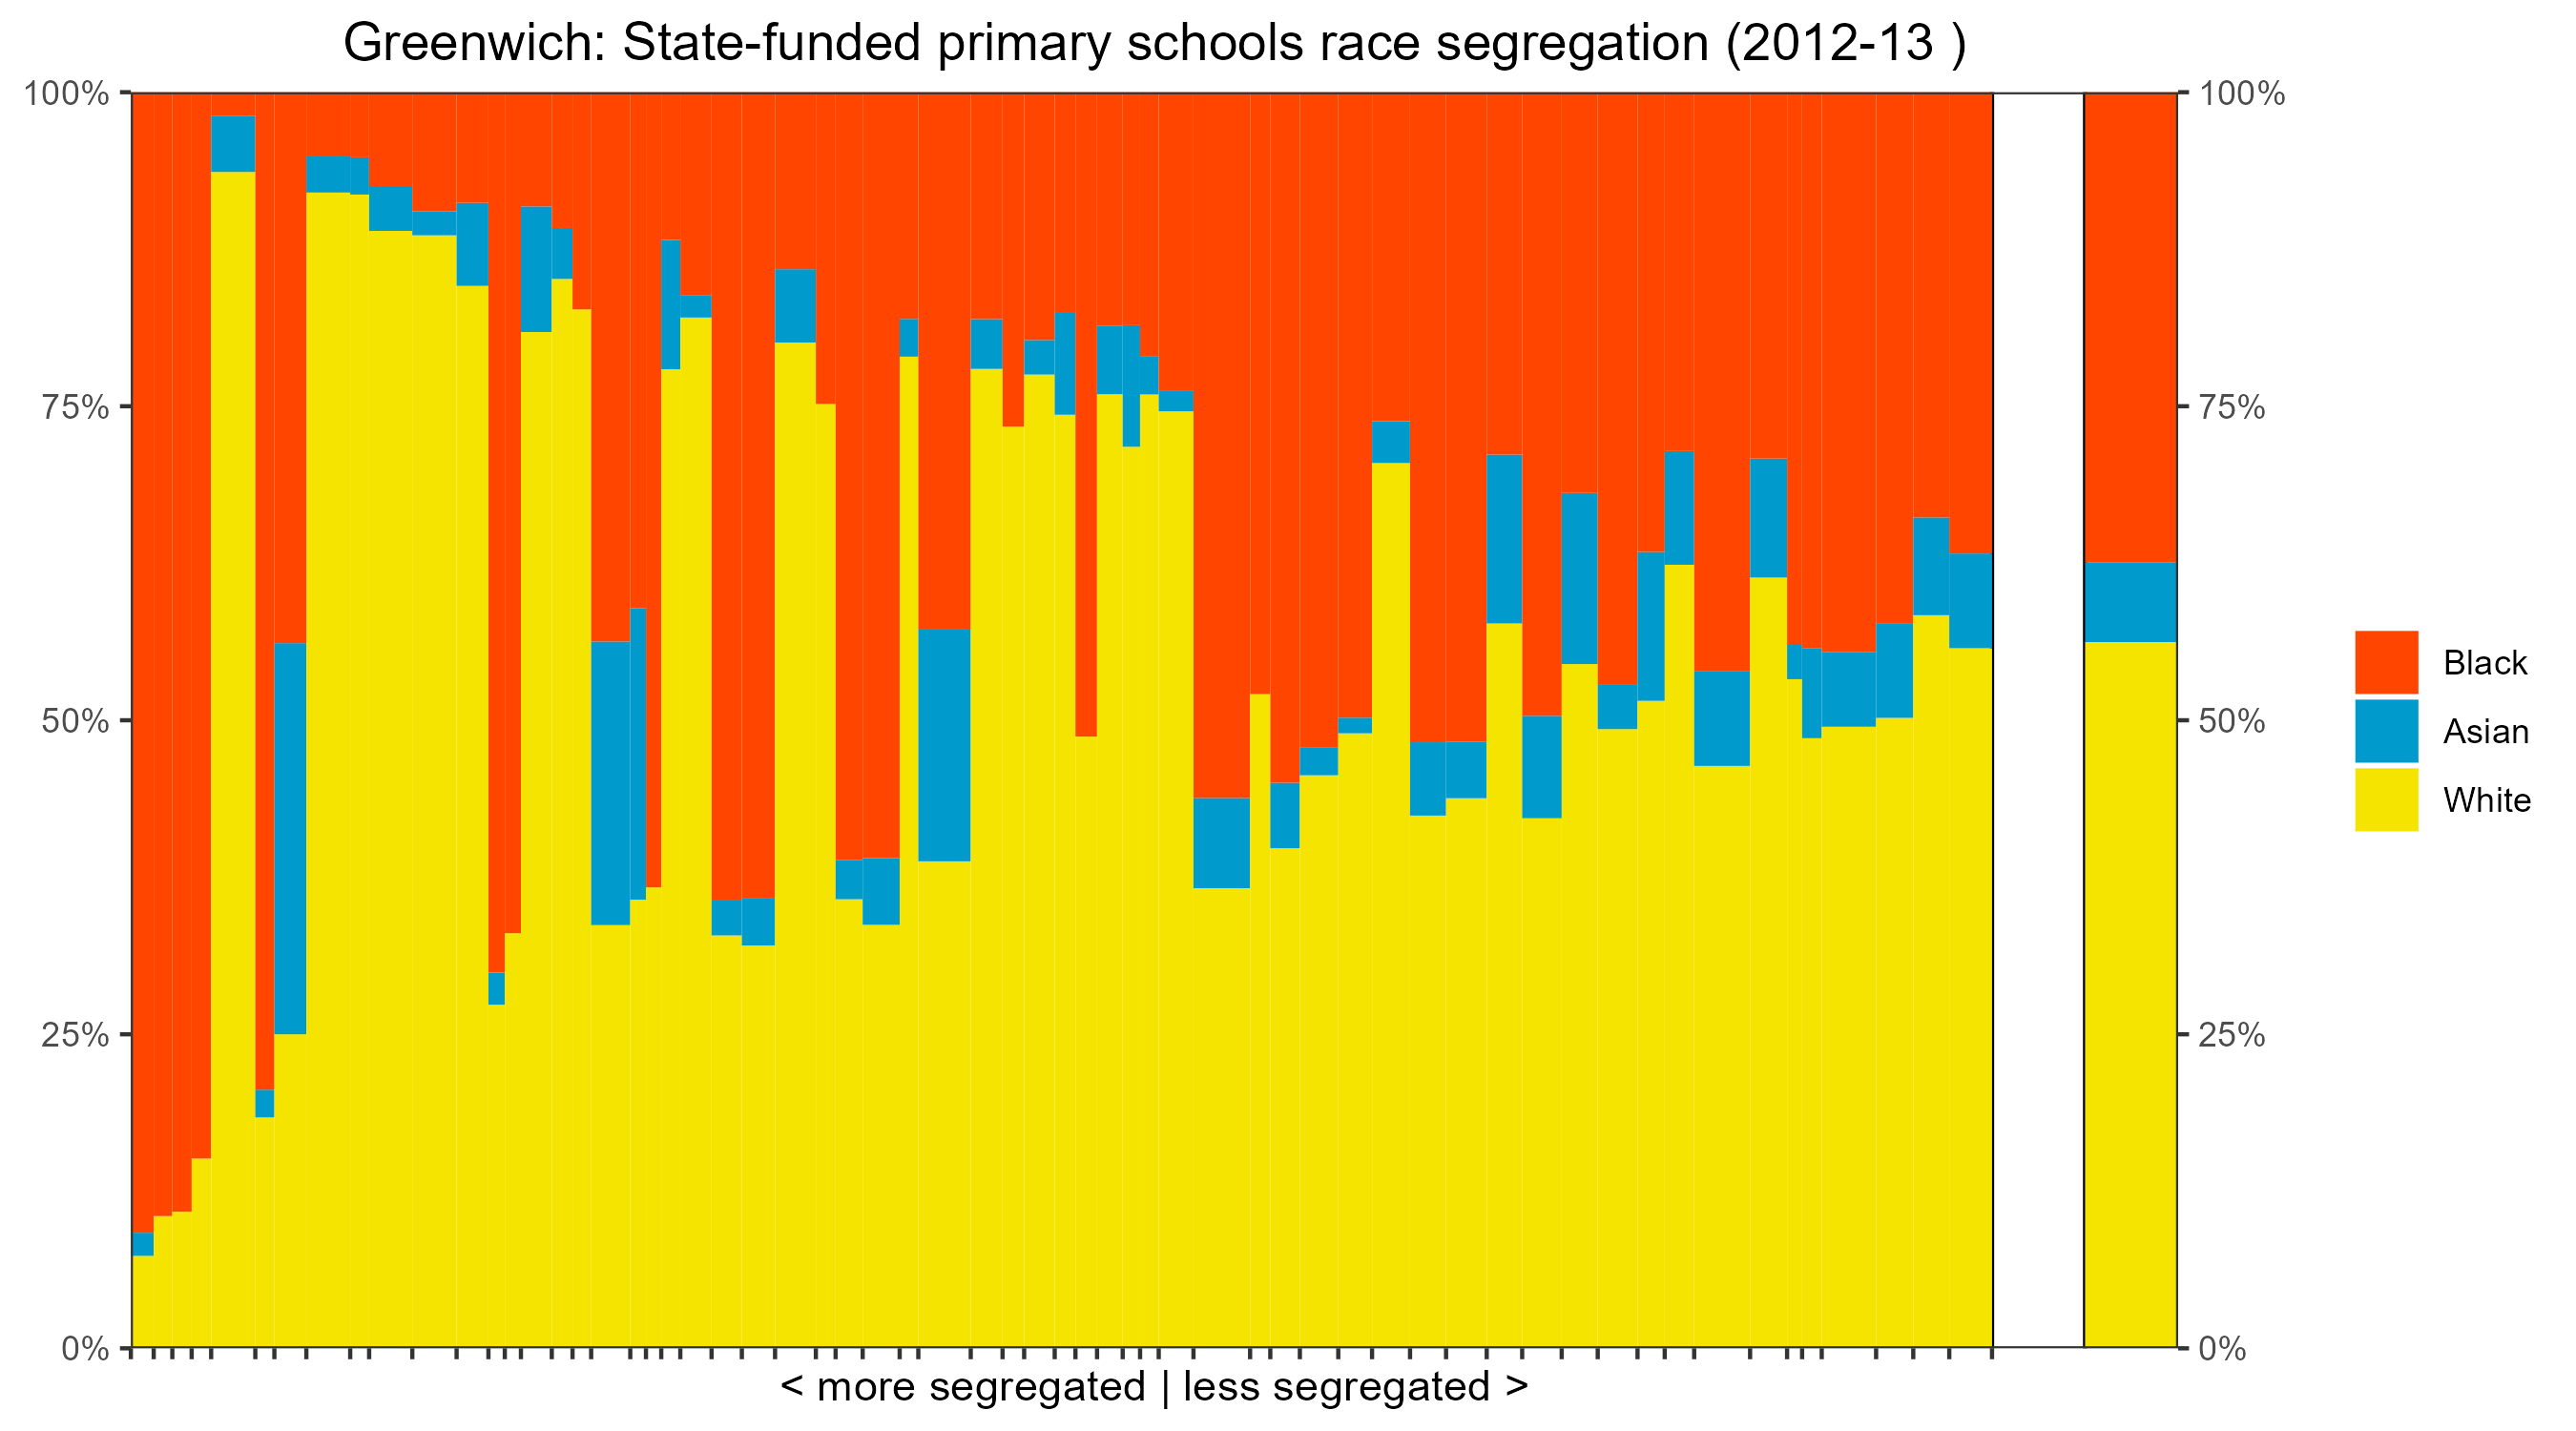 Greenwich: State-funded primary schools race segregation (2012-13 )
100%
75%
50%
25%
0%
100%
75%
50%
25%
0%
Black
Asian
White
< more segregated | less segregated >